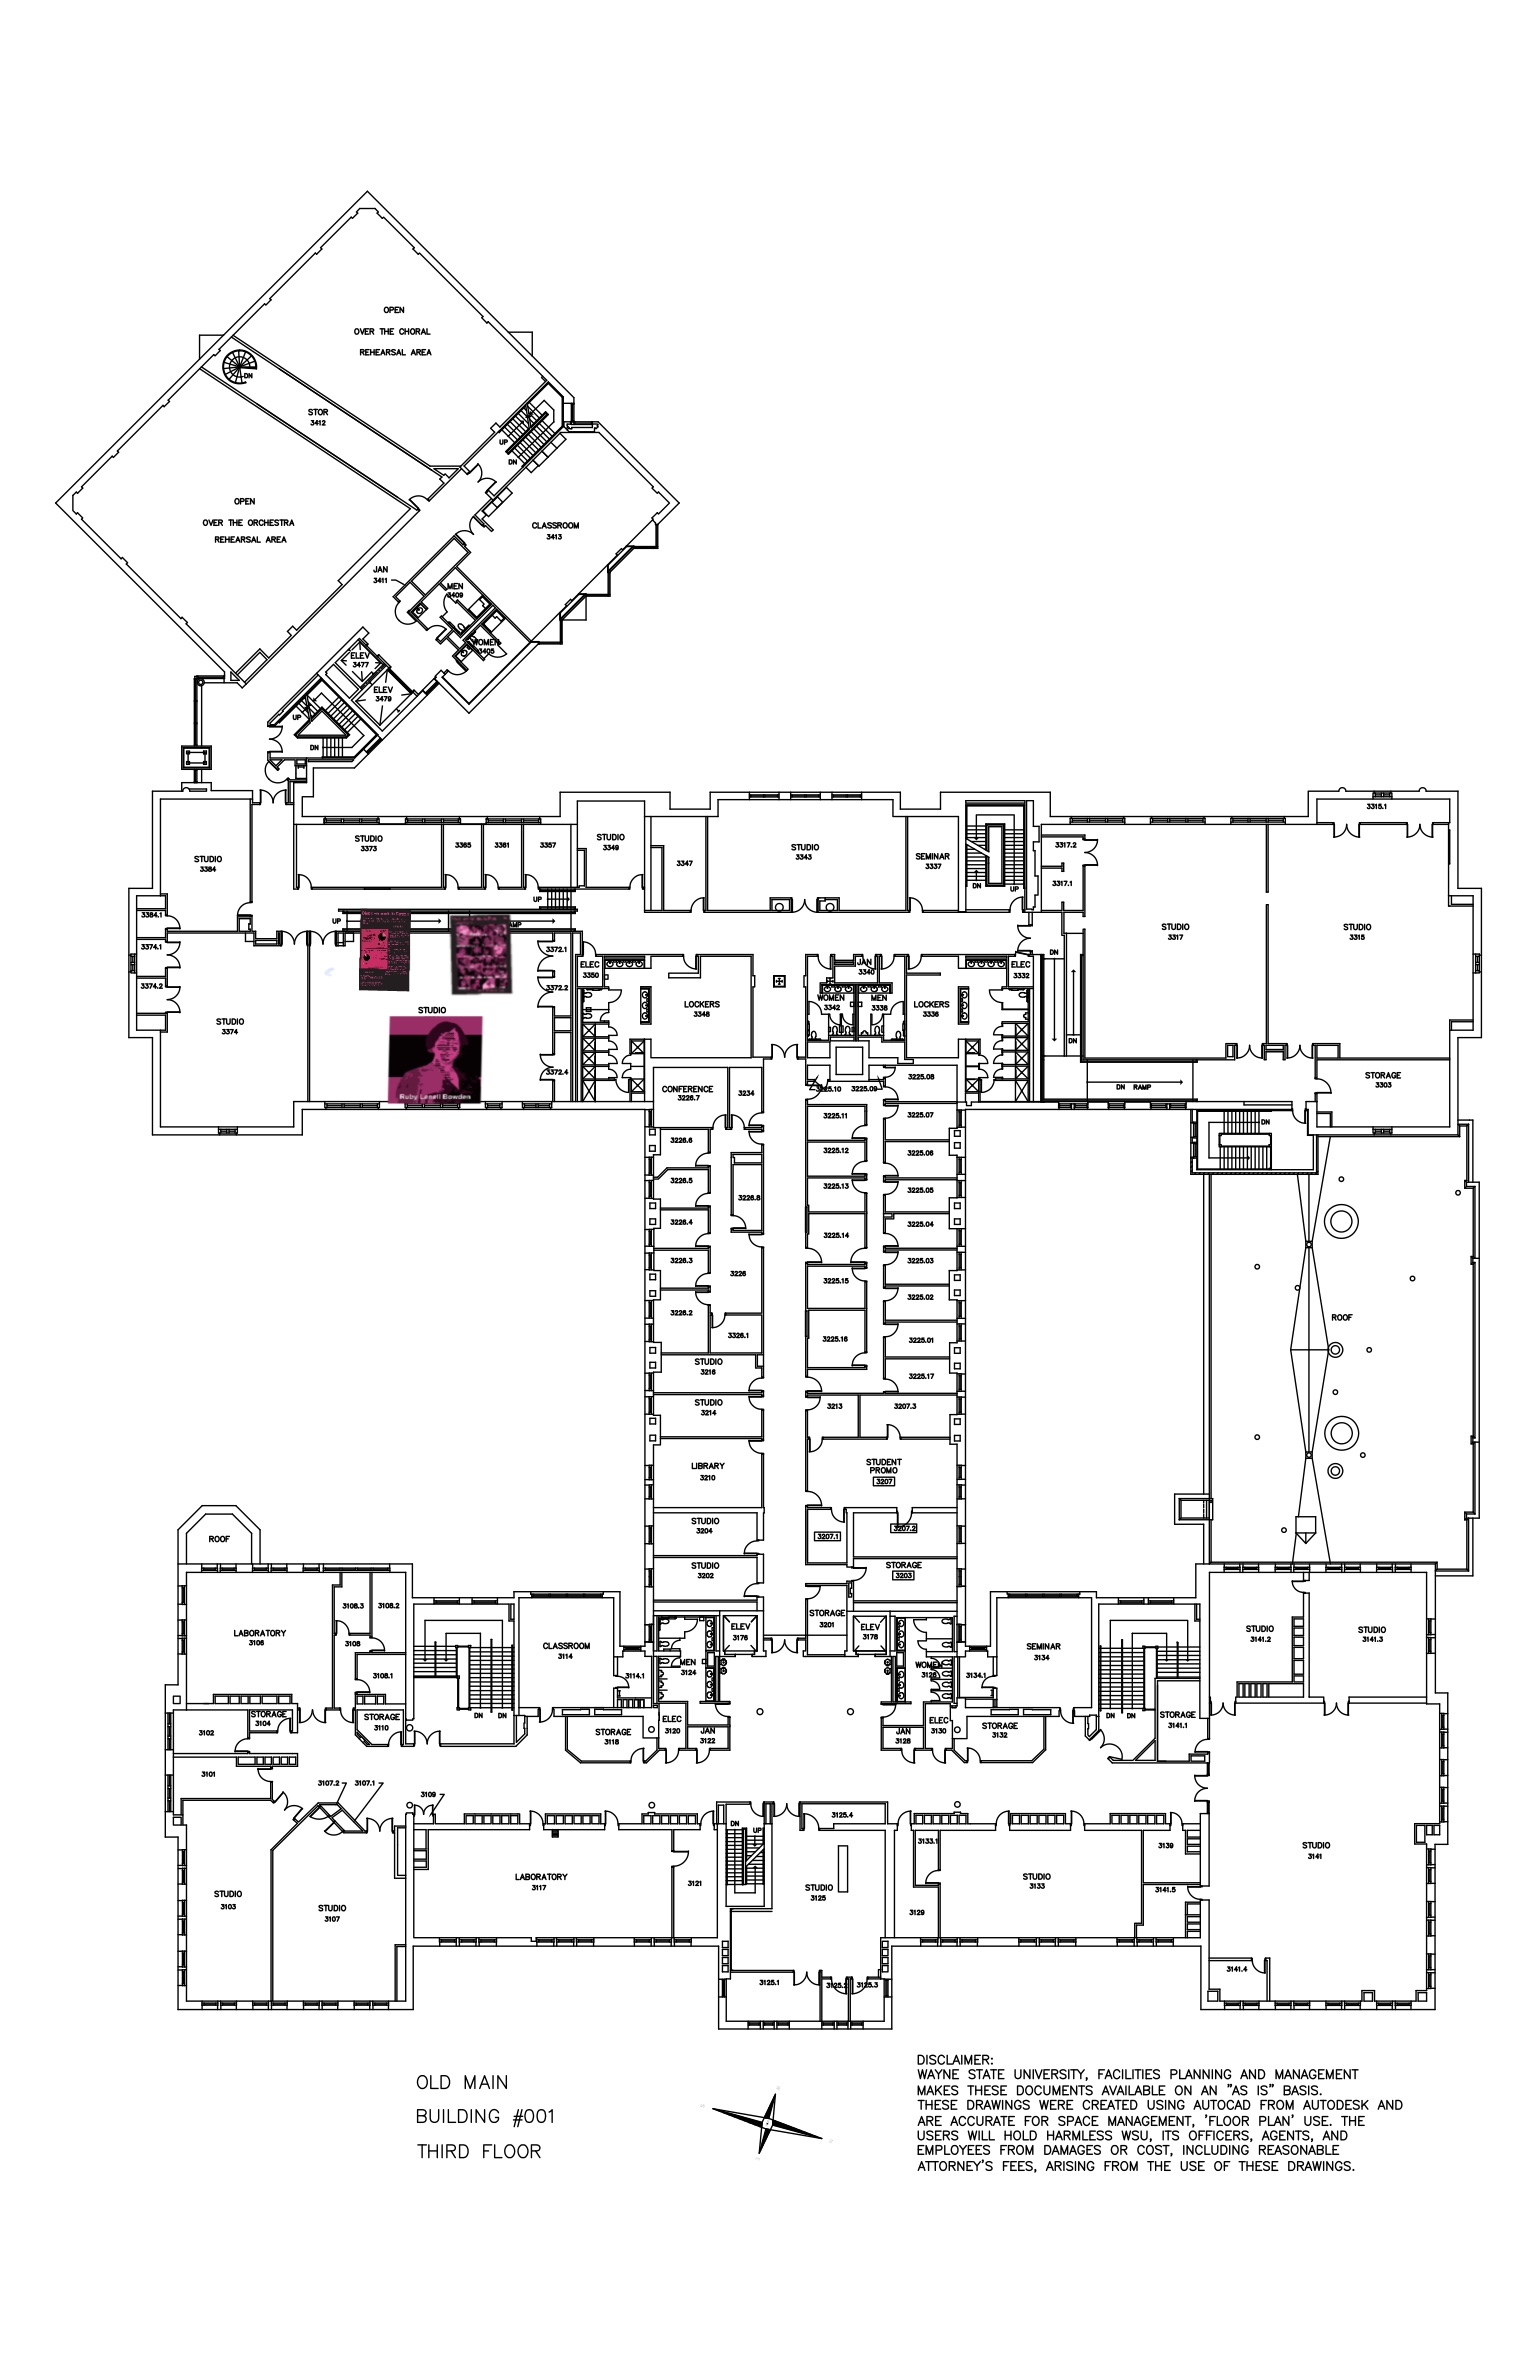 OPEN
OVER THE CHORAL
REHEARSAL AREA
DN
STOR
3412
UP
DN
OPEN
OVER THE ORCHESTRA
REHEARSAL AREA
CLASSROOM
3413
JAN
3411
MEN
3409
WOMEN
3405
ELEV
3477
ELEV
3479
UP
DN
3315.1
STUDIO
3373
3365
3361
3357
STUDIO
3349
3347
STUDIO
3343
SEMINAR
3337
DN
UP
3317.2
3317.1
STUDIO
3384
UP
3384.1
UP
RAMP
STUDIO
3317
STUDIO
3315
3374.1
3374.2
STUDIO
3374
STUDIO
Ruby Lenell Bowden
3372.1
3372.2
3372.4
ELEC
3350
LOCKERS
3348
JAN
3340
WOMEN
3342
MEN
3338
LOCKERS
3336
ELEC
3332
DN
DN
DN RAMP
STORAGE
3303
DN
CONFERENCE
3226.7
3234
3225.10
3225.09
3225.08
3225.11
3225.07
3226.6
3225.12
3225.06
3226.5
3226.8
3225.13
3225.05
3226.4
3225.14
3225.04
3226.3
3226
3225.15
3225.03
3226.2
3225.02
3326.1
3225.16
3225.01
STUDIO
3216
3225.17
STUDIO
3214
3213
3207.3
LIBRARY
3210
STUDENT
PROMO
3207
STUDIO
3204
3207.1
3207.2
STUDIO
3202
STORAGE
3203
STORAGE
3201
ROOF
ROOF
LABORATORY
3106
3108.3
3108.2
3108
3108.1
CLASSROOM
3114
3114.1
MEN
3124
ELEV
3176
ELEV
3178
WOMEN
3128
3134.1
SEMINAR
3134
STUDIO
3141.2
STUDIO
3141.3
DN DN
DN DN
3102
STORAGE
3104
STORAGE
3110
STORAGE
3118
ELEC
3120
JAN
3122
JAN
3126
ELEC
3130
STORAGE
3132
STORAGE
3141.1
3101
3107.2
3107.1
3109
STUDIO
3103
STUDIO
3107
LABORATORY
3117
3121
DN
UP
3125.4
STUDIO
3125
3133.1
3129
STUDIO
3133
3139
3141.5
STUDIO
3141
3125.1
3125.2
3125.3
3141.4
OLD MAIN
BUILDING #001
THIRD FLOOR
DISCLAIMER:
WAYNE STATE UNIVERSITY, FACILITIES PLANNING AND MANAGEMENT
MAKES THESE DOCUMENTS AVAILABLE ON AN "AS IS" BASIS.
THESE DRAWINGS WERE CREATED USING AUTOCAD FROM AUTODESK AND
ARE ACCURATE FOR SPACE MANAGEMENT, 'FLOOR PLAN' USE. THE
USERS WILL HOLD HARMLESS WSU, ITS OFFICERS, AGENTS, AND
EMPLOYEES FROM DAMAGES OR COST, INCLUDING REASONABLE
ATTORNEY'S FEES, ARISING FROM THE USE OF THESE DRAWINGS.